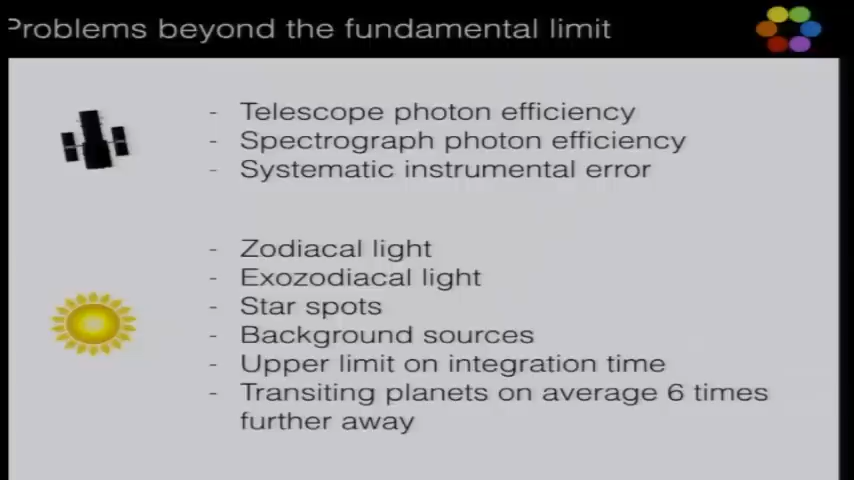 Problems beyond the fundamental limit
- Telescope photon efficiency
- Spectrograph photon efficiency
- Systematic instrumental error
- Zodiacal light
- Exozodiacal light
- Star spots
- Background sources
- Upper limit on integration time
- Transiting planets on average 6 times
further away